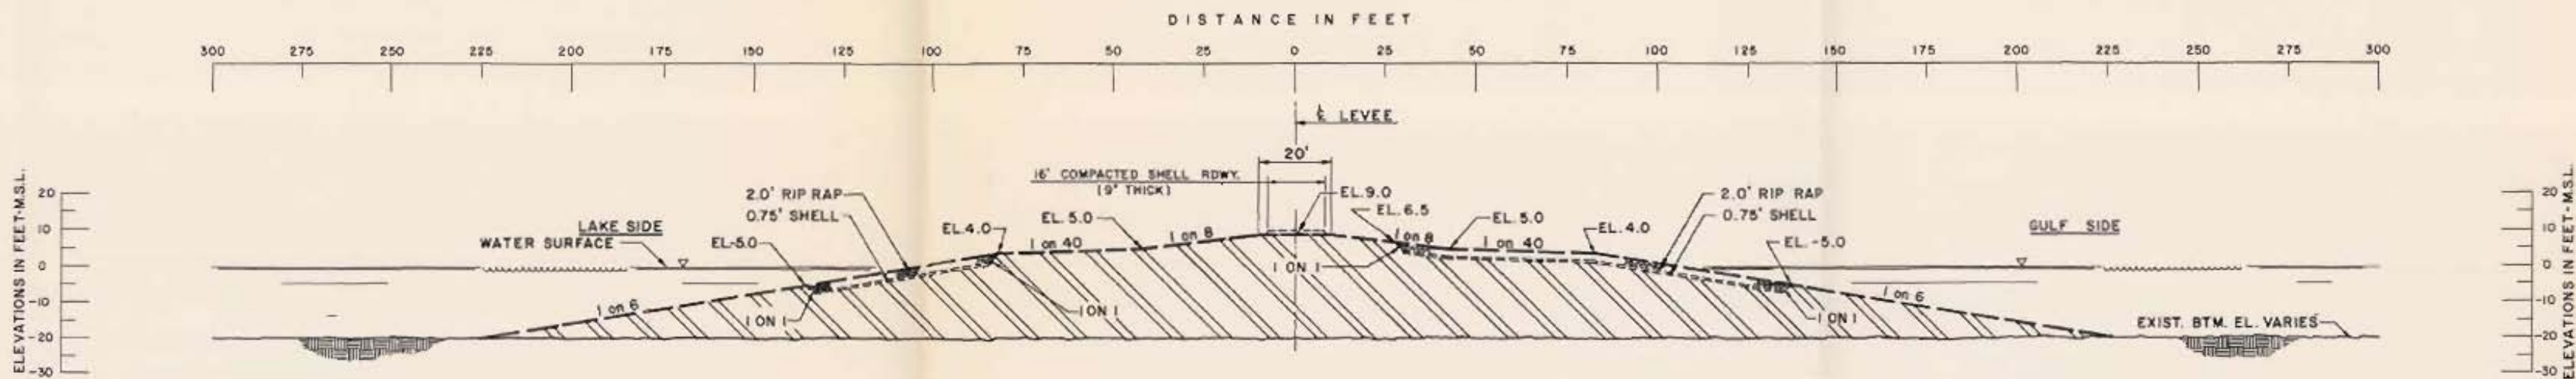 DISTANCE IN FEET
300 275 250 225 200 175 150 125 100 75 50 25 0 25 50 75 100 125 150 175 200 225 250 275 300
℄ LEVEE
20'
16' COMPACTED SHELL RDWY.
(9" THICK)
EL.9.0
EL.6.5
EL.5.0
EL.4.0
2.0' RIP RAP
0.75' SHELL
EL.-5.0
GULF SIDE
2.0' RIP RAP
0.75' SHELL
EL-5.0
EL.4.0
EL.5.0
LAKE SIDE
WATER SURFACE
1 on 6
1 ON 1
1 ON 1
1 on 40
1 on 8
1 on 8
1 ON 1
1 on 40
1 ON 1
1 on 6
EXIST. BTM. EL. VARIES
ELEVATIONS IN FEET-M.S.L.
20
10
0
-10
-20
-30
20
10
0
-10
-20
-30
ELEVATIONS IN FEET-M.S.L.